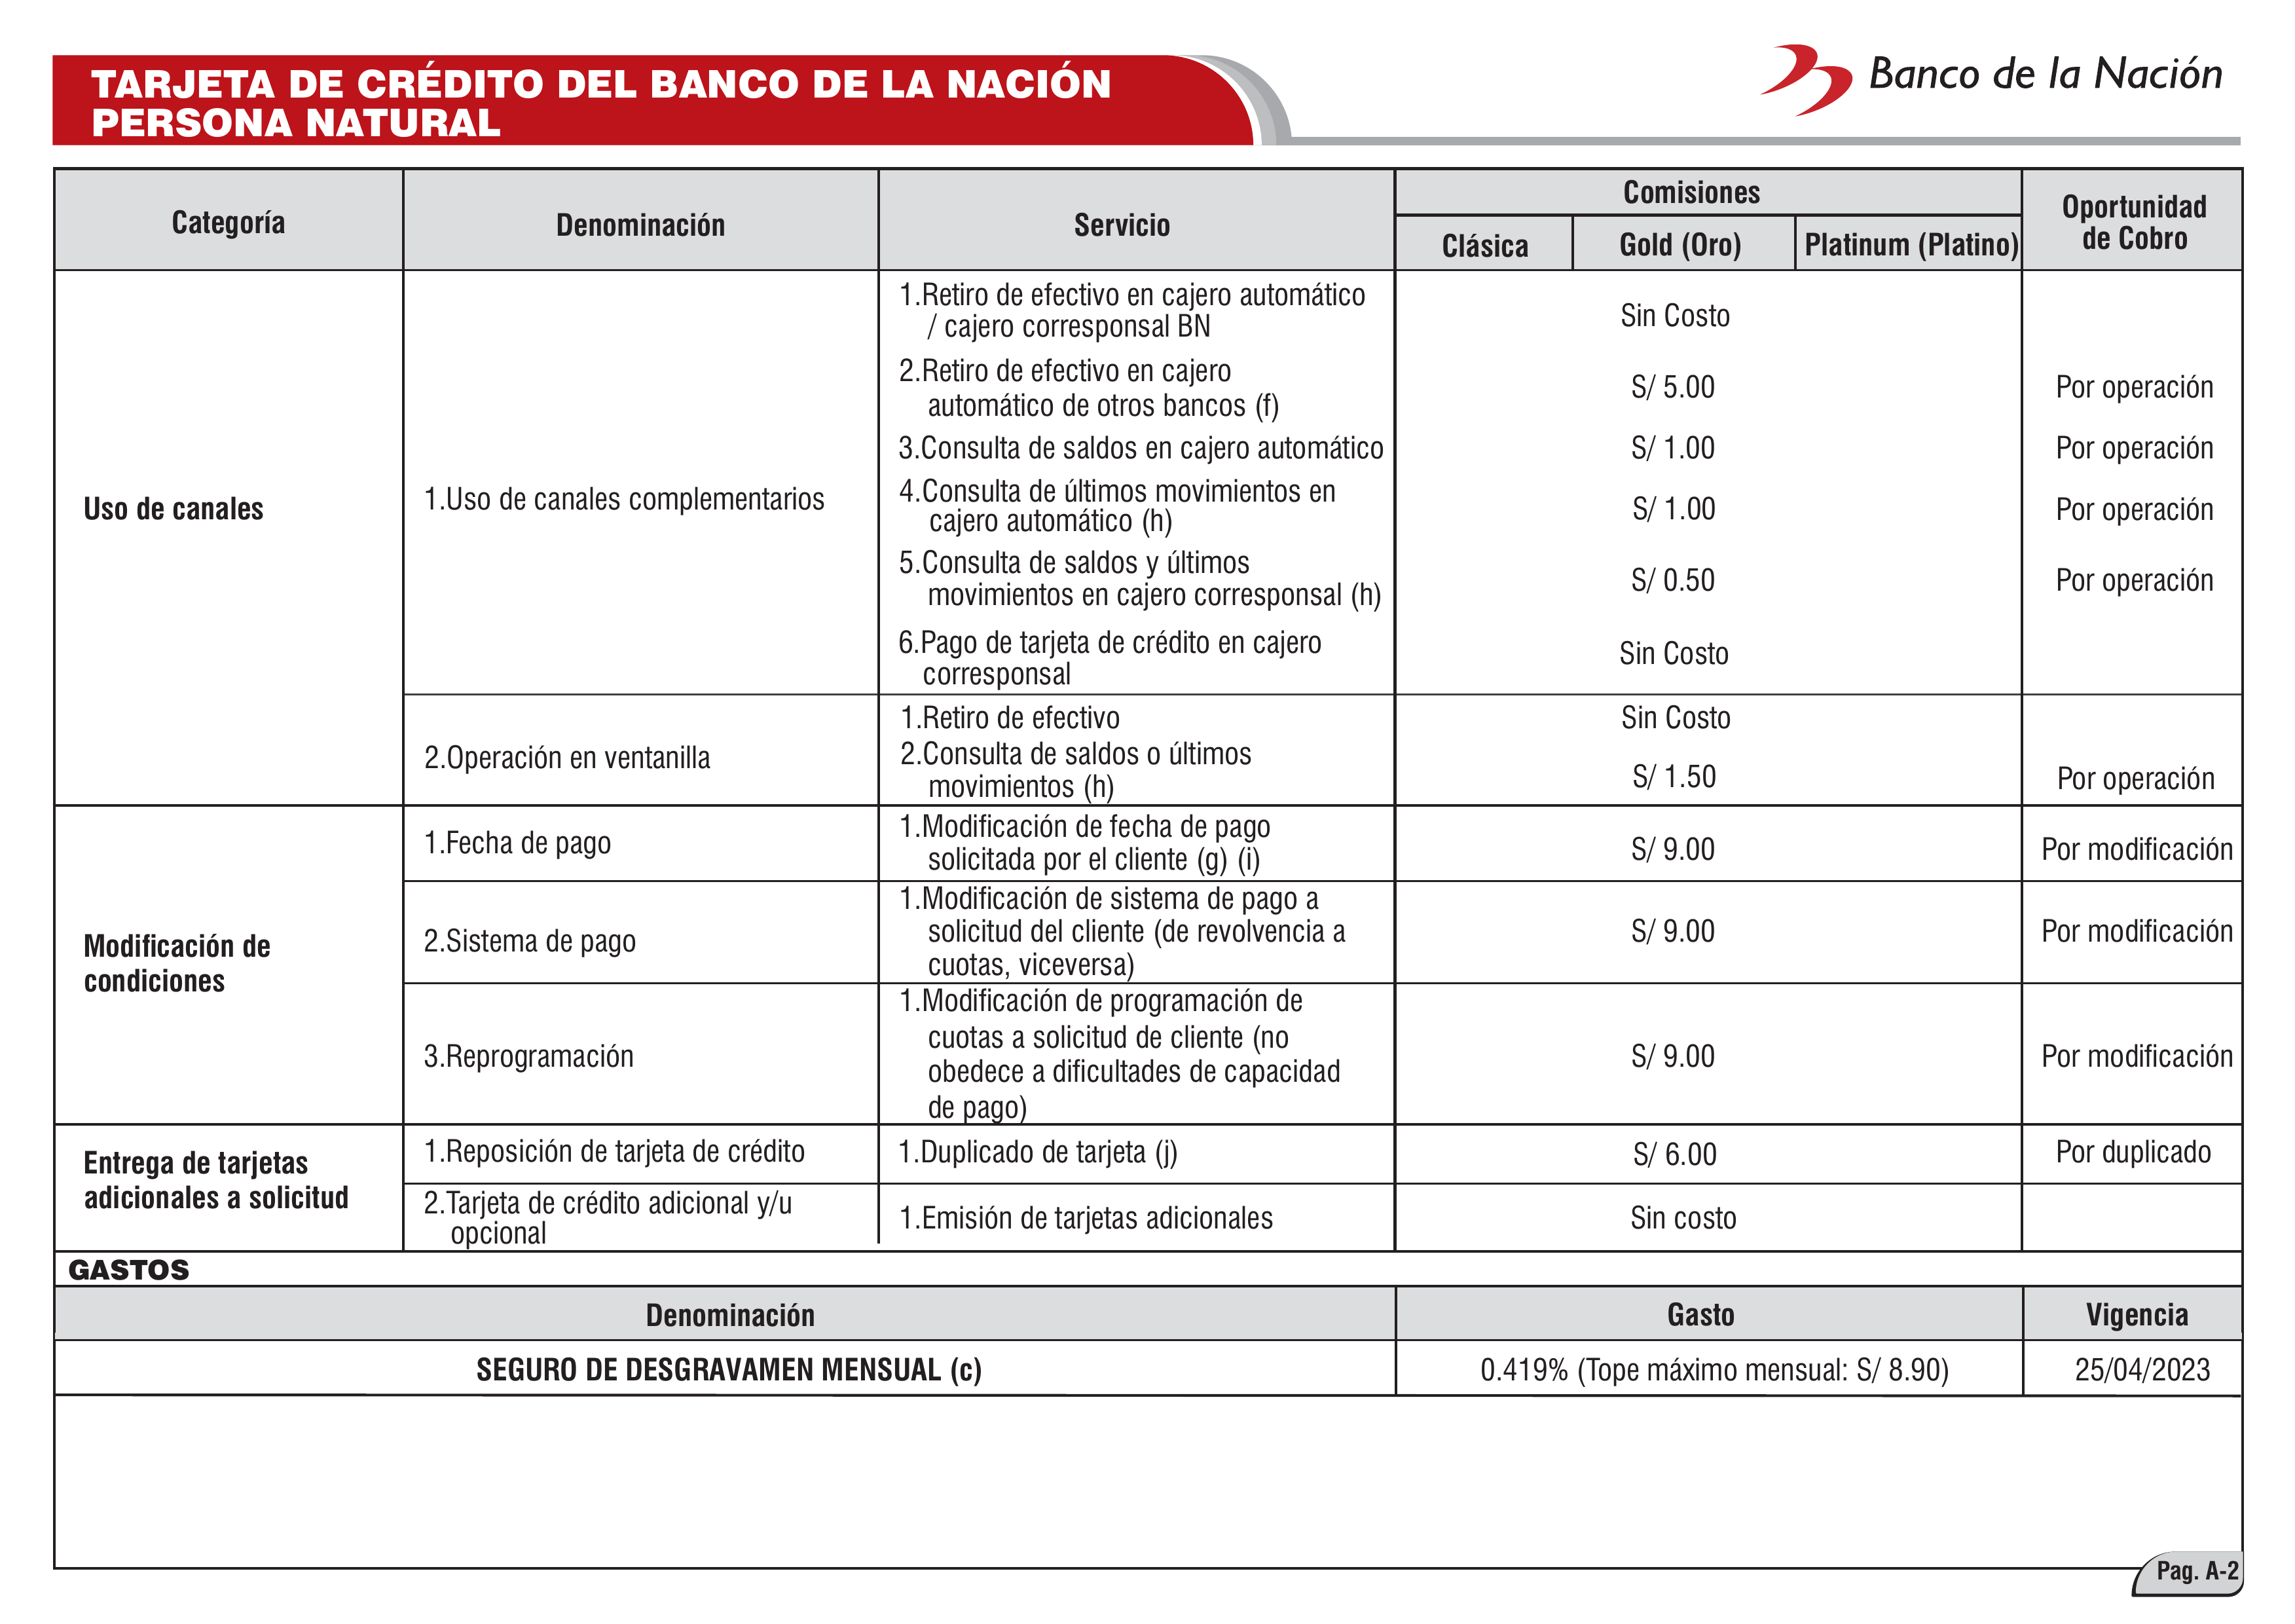 TARJETA DE CRÉDITO DEL BANCO DE LA NACIÓN
PERSONA NATURAL
Banco de la Nación
Categoría
Denominación
Servicio
Comisiones
Clásica
Gold (Oro)
Platinum (Platino)
Oportunidad
de Cobro
Uso de canales
1.Uso de canales complementarios
1.Retiro de efectivo en cajero automático
/ cajero corresponsal BN
Sin Costo
2.Retiro de efectivo en cajero
automático de otros bancos (f)
S/ 5.00
Por operación
3.Consulta de saldos en cajero automático
S/ 1.00
Por operación
4.Consulta de últimos movimientos en
cajero automático (h)
S/ 1.00
Por operación
5.Consulta de saldos y últimos
movimientos en cajero corresponsal (h)
S/ 0.50
Por operación
6.Pago de tarjeta de crédito en cajero
corresponsal
Sin Costo
2.Operación en ventanilla
1.Retiro de efectivo
Sin Costo
2.Consulta de saldos o últimos
movimientos (h)
S/ 1.50
Por operación
Modificación de
condiciones
1.Fecha de pago
1.Modificación de fecha de pago
solicitada por el cliente (g) (i)
S/ 9.00
Por modificación
2.Sistema de pago
1.Modificación de sistema de pago a
solicitud del cliente (de revolvencia a
cuotas, viceversa)
S/ 9.00
Por modificación
3.Reprogramación
1.Modificación de programación de
cuotas a solicitud de cliente (no
obedece a dificultades de capacidad
de pago)
S/ 9.00
Por modificación
Entrega de tarjetas
adicionales a solicitud
1.Reposición de tarjeta de crédito
1.Duplicado de tarjeta (j)
S/ 6.00
Por duplicado
2.Tarjeta de crédito adicional y/u
opcional
1.Emisión de tarjetas adicionales
Sin costo
GASTOS
Denominación
Gasto
Vigencia
SEGURO DE DESGRAVAMEN MENSUAL (c)
0.419% (Tope máximo mensual: S/ 8.90)
25/04/2023
Pag. A-2